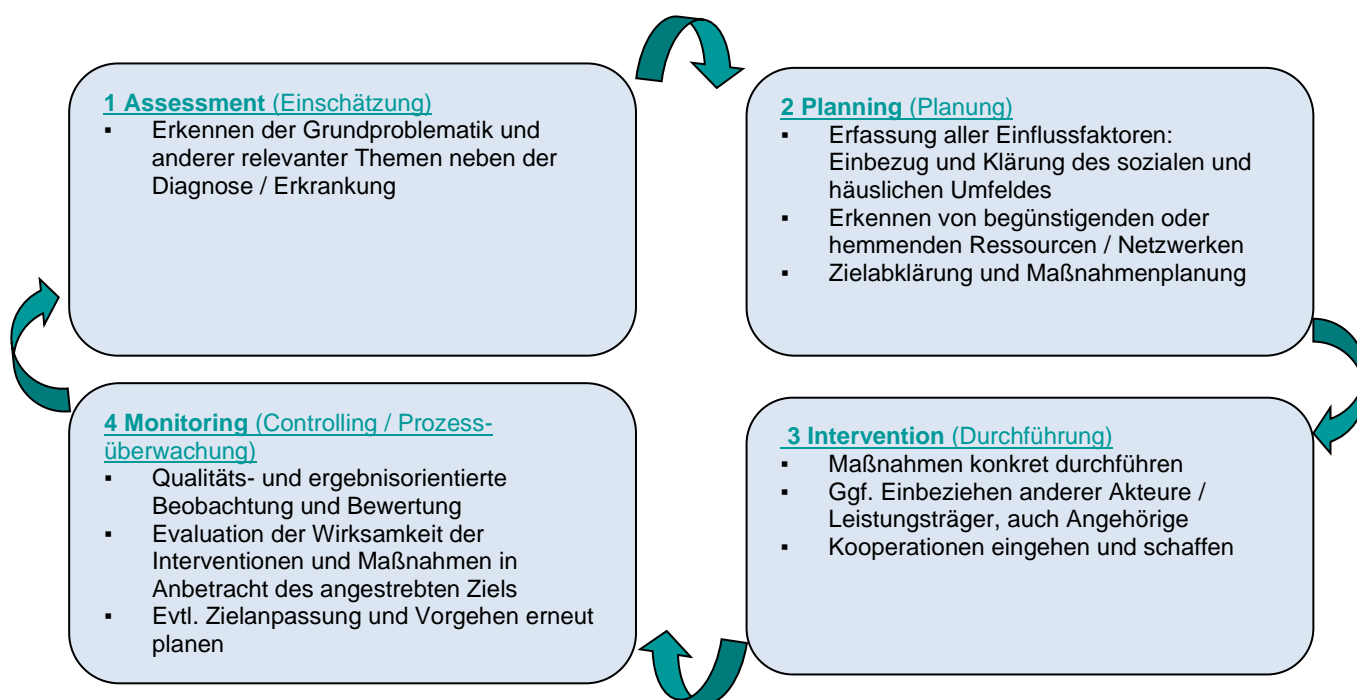 1 Assessment (Einschätzung)
▪ Erkennen der Grundproblematik und
anderer relevanter Themen neben der
Diagnose / Erkrankung
2 Planning (Planung)
▪ Erfassung aller Einflussfaktoren:
Einbezug und Klärung des sozialen und
häuslichen Umfeldes
▪ Erkennen von begünstigenden oder
hemmenden Ressourcen / Netzwerken
▪ Zielabklärung und Maßnahmenplanung
3 Intervention (Durchführung)
▪ Maßnahmen konkret durchführen
▪ Ggf. Einbeziehen anderer Akteure /
Leistungsträger, auch Angehörige
▪ Kooperationen eingehen und schaffen
4 Monitoring (Controlling / Prozess-
überwachung)
▪ Qualitäts- und ergebnisorientierte
Beobachtung und Bewertung
▪ Evaluation der Wirksamkeit der
Interventionen und Maßnahmen in
Anbetracht des angestrebten Ziels
▪ Evtl. Zielanpassung und Vorgehen erneut
planen